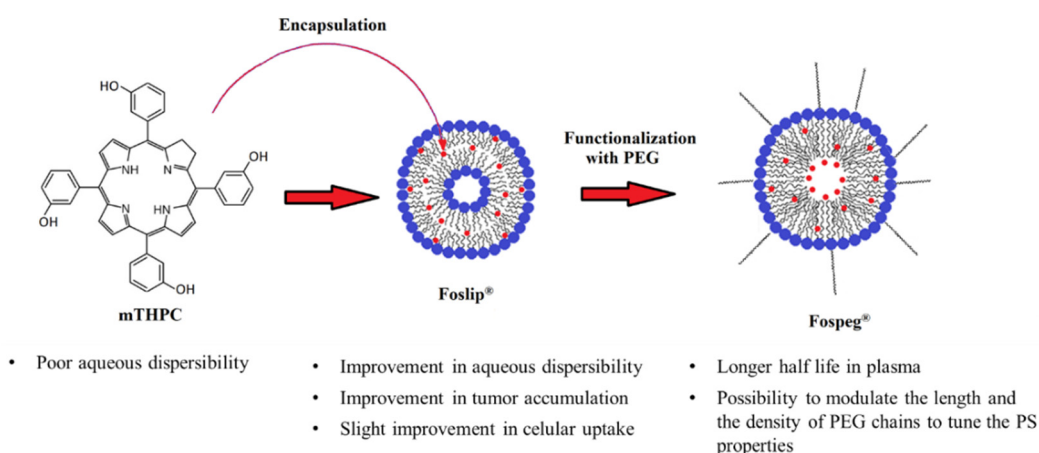 Encapsulation
HO
OH
NH
N
N
HN
OH
OH
mTHPC
Foslip®
Functionalization
with PEG
Fospeg®
• Poor aqueous dispersibility
• Improvement in aqueous dispersibility
• Improvement in tumor accumulation
• Slight improvement in celular uptake
• Longer half life in plasma
• Possibility to modulate the length and
the density of PEG chains to tune the PS
properties